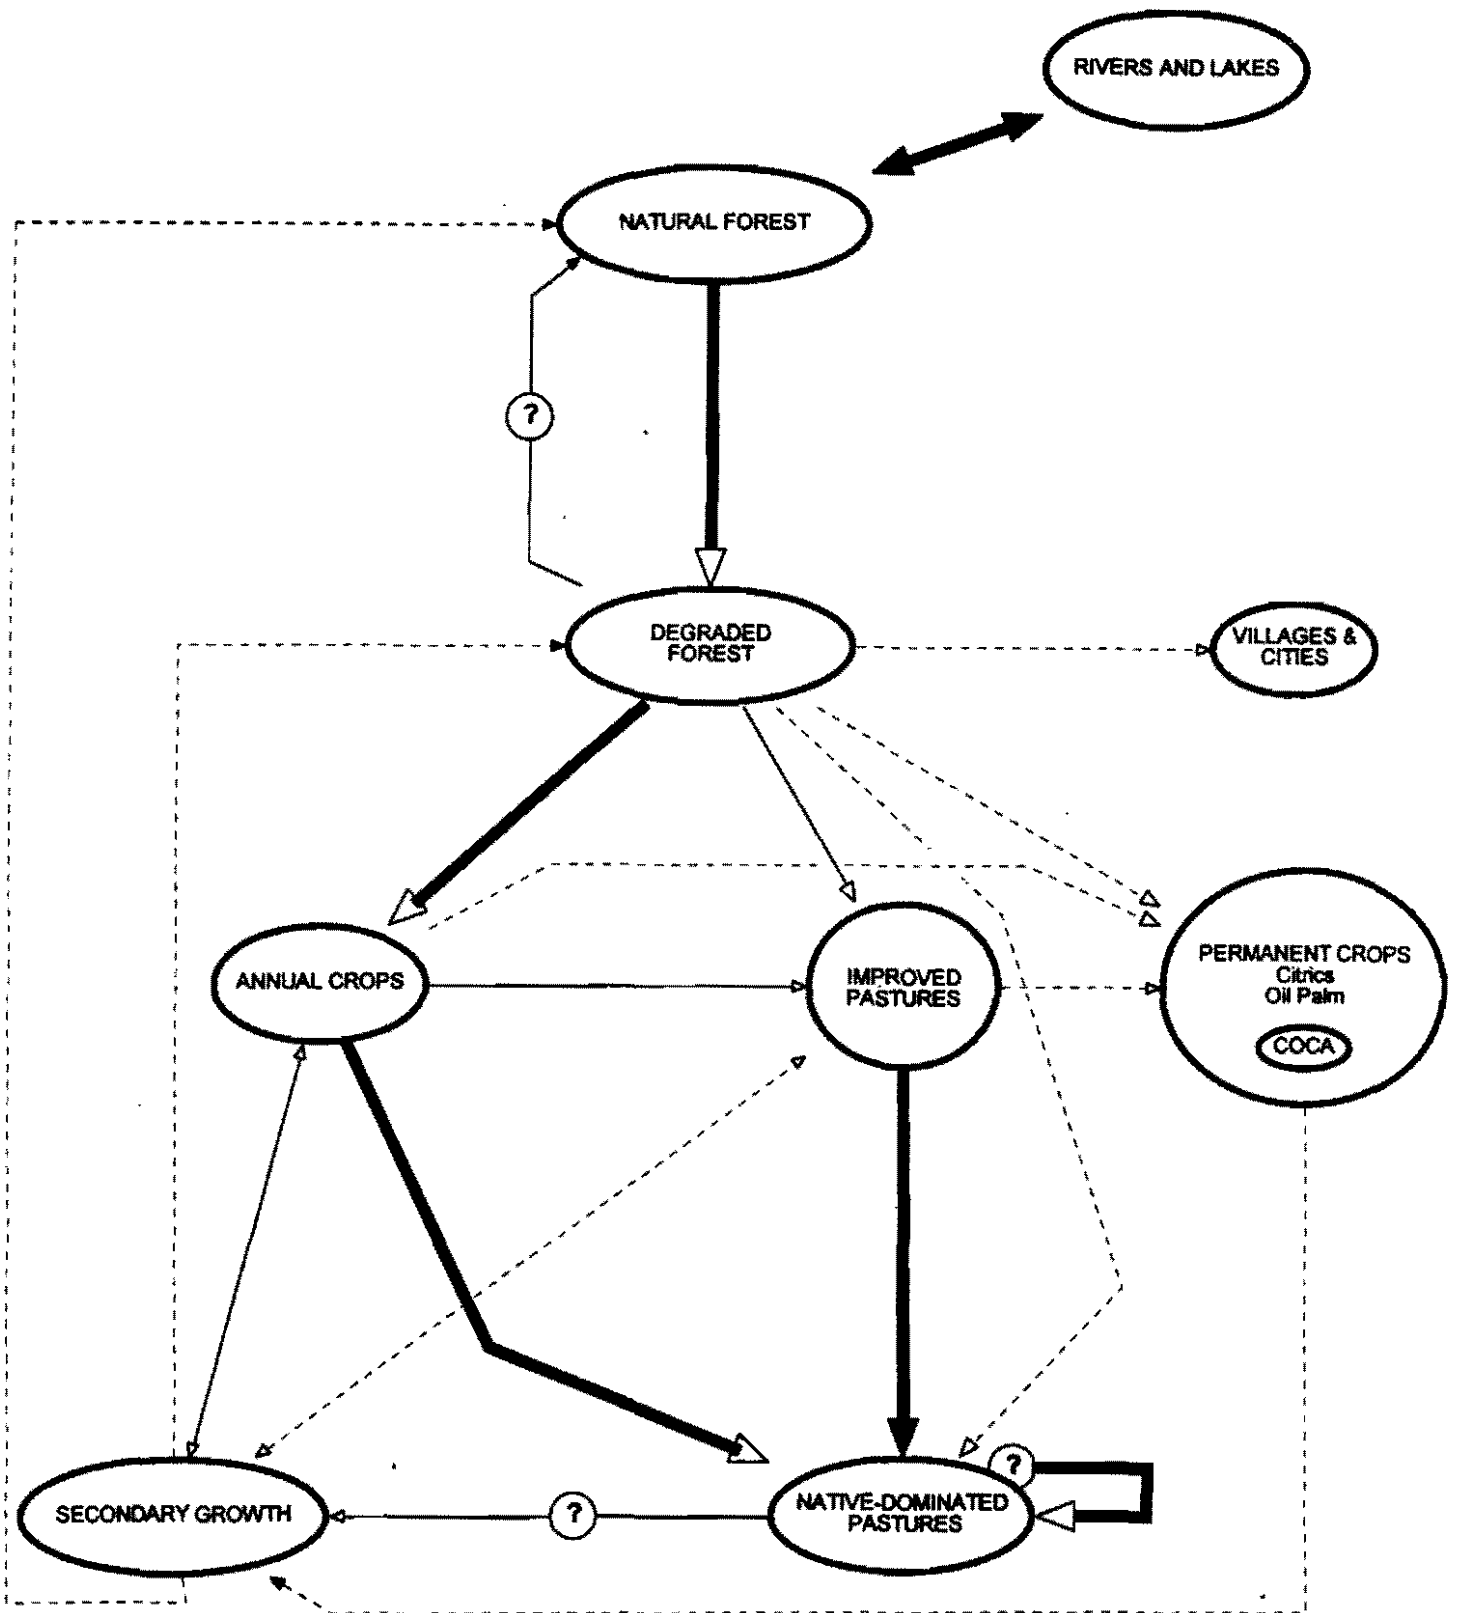 RIVERS AND LAKES
NATURAL FOREST
?
DEGRADED
FOREST
VILLAGES &
CITIES
ANNUAL CROPS
IMPROVED
PASTURES
PERMANENT CROPS
Citrics
Oil Palm
COCA
SECONDARY GROWTH
?
NATIVE-DOMINATED
PASTURES
?